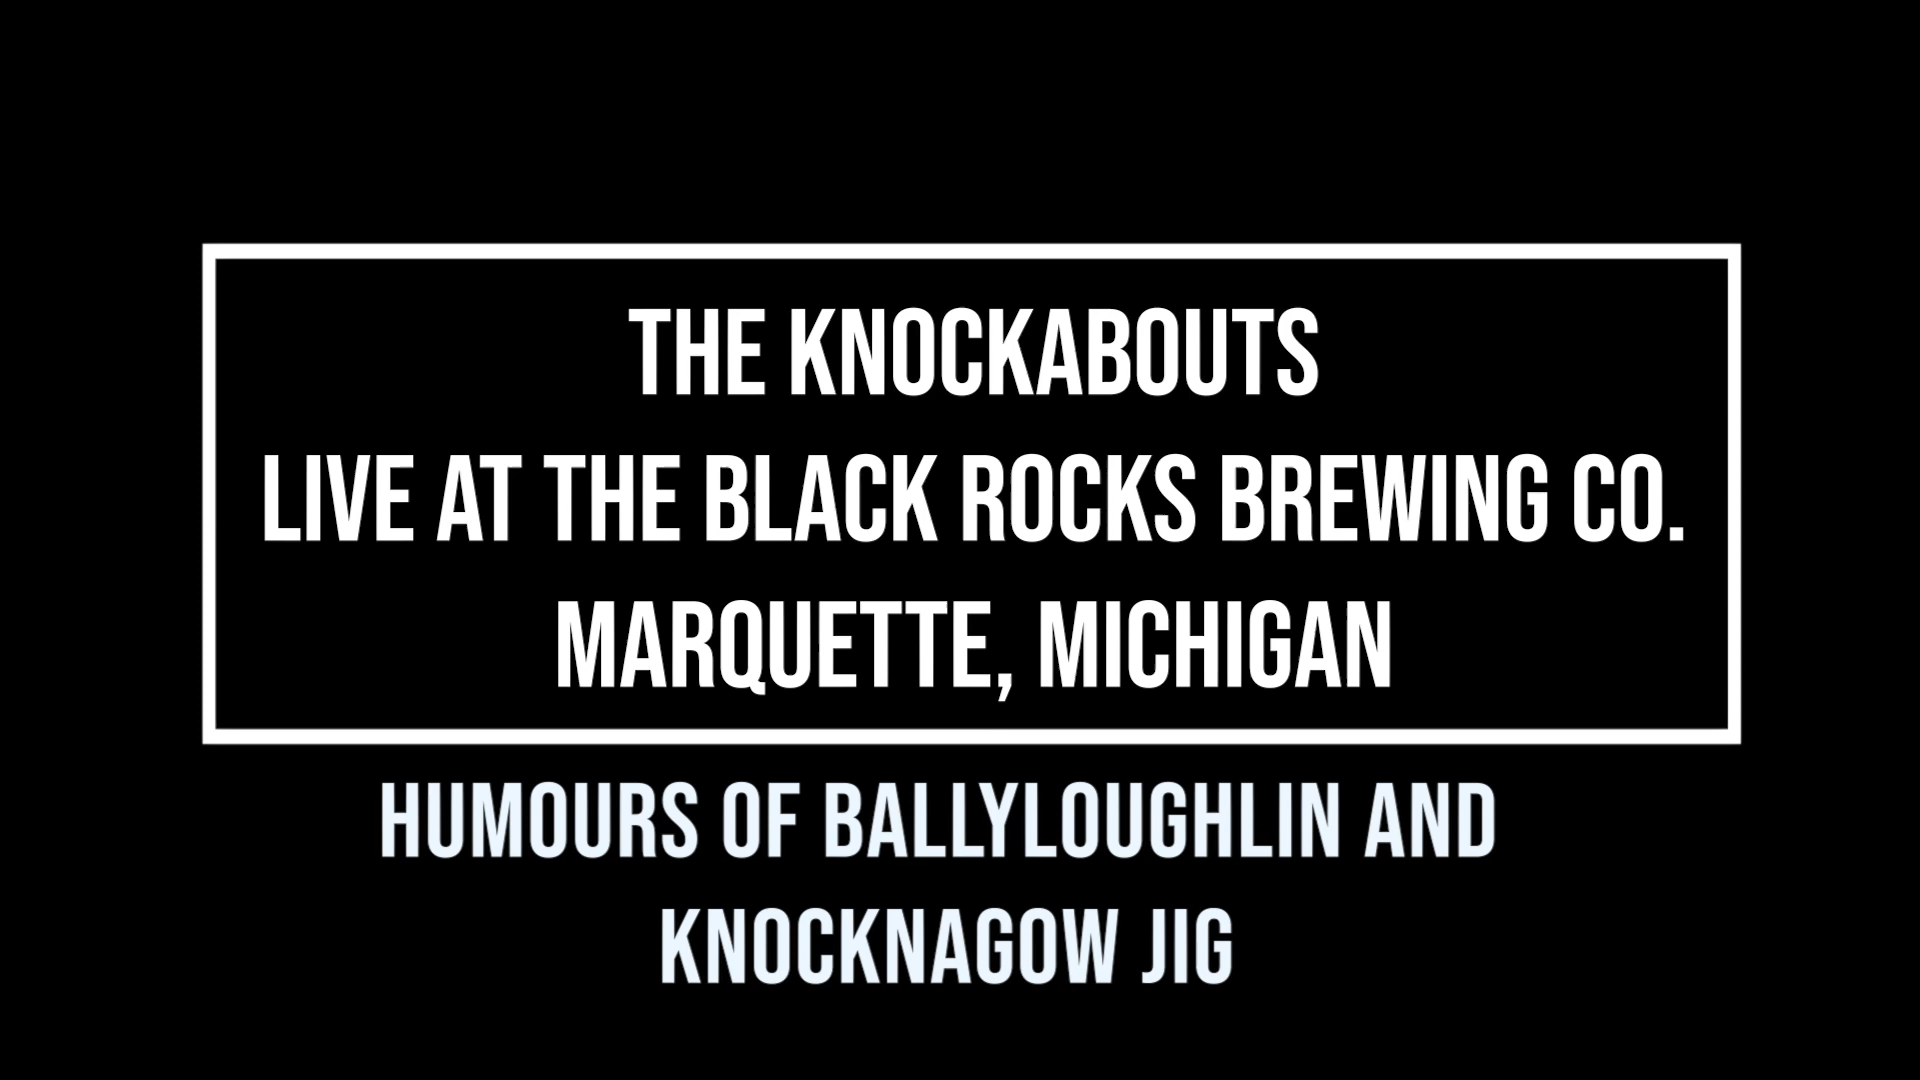 THE KNOCKABOUTS
LIVE AT THE BLACK ROCKS BREWING CO.
MARQUETTE, MICHIGAN
HUMOURS OF BALLYLOUGHLIN AND
KNOCKNAGOW JIG